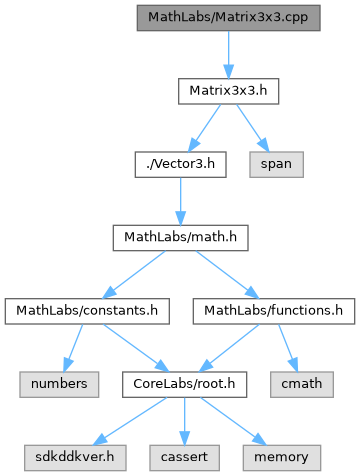 MathLabs/Matrix3x3.cpp
Matrix3x3.h
./Vector3.h
span
MathLabs/math.h
MathLabs/constants.h
MathLabs/functions.h
numbers
CoreLabs/root.h
cmath
sdkddkver.h
cassert
memory